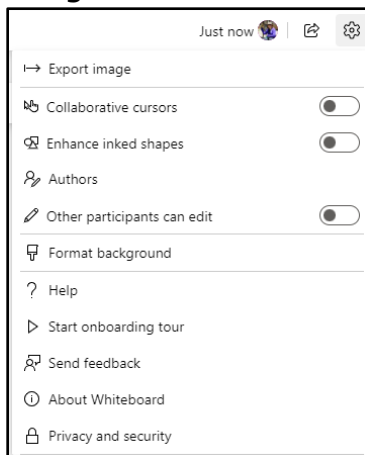 Just now
Export image
Collaborative cursors
Enhance inked shapes
Authors
Other participants can edit
Format background
? Help
Start onboarding tour
Send feedback
About Whiteboard
Privacy and security